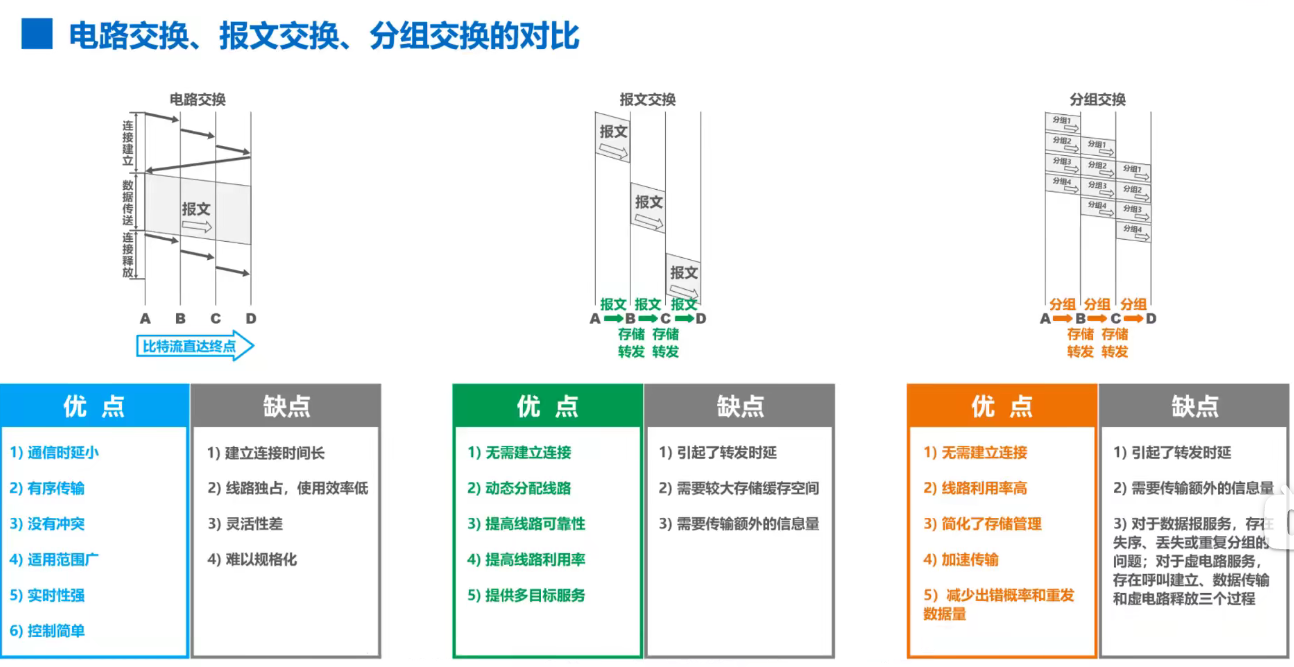 电路交换、报文交换、分组交换的对比
电路交换
连接建立
数据传送
连接释放
报文
A B C D
比特流直达终点
报文交换
报文
报文
报文
报文 报文 报文
A B C D
存储 存储
转发 转发
分组交换
分组1
分组2
分组3
分组4
分组1
分组2
分组3
分组4
分组1
分组2
分组3
分组4
分组 分组 分组
A B C D
存储 存储
转发 转发
优 点
1) 通信时延小
2) 有序传输
3) 没有冲突
4) 适用范围广
5) 实时性强
6) 控制简单
缺点
1) 建立连接时间长
2) 线路独占，使用效率低
3) 灵活性差
4) 难以规格化
优 点
1) 无需建立连接
2) 动态分配线路
3) 提高线路可靠性
4) 提高线路利用率
5) 提供多目标服务
缺点
1) 引起了转发时延
2) 需要较大存储缓存空间
3) 需要传输额外的信息量
优 点
1) 无需建立连接
2) 线路利用率高
3) 简化了存储管理
4) 加速传输
5）减少出错概率和重发
数据量
缺点
1) 引起了转发时延
2) 需要传输额外的信息量
3) 对于数据报服务，存在
失序、丢失或重复分组的
问题；对于虚电路服务，
存在呼叫建立、数据传输
和虚电路释放三个过程